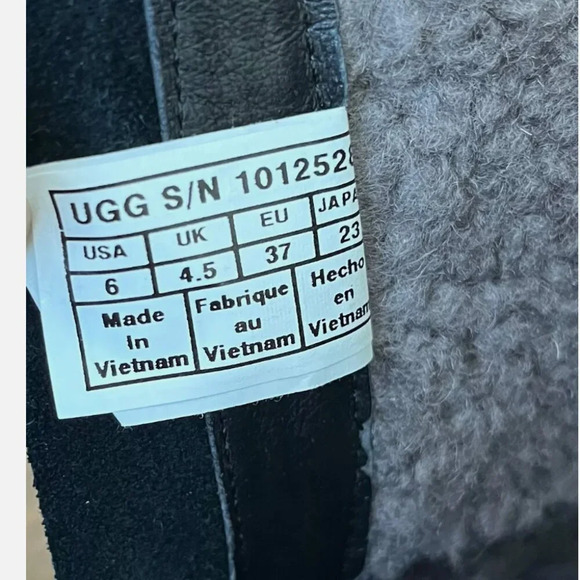 UGG S/N 101252
USA UK EU JAPA
6 4.5 37 23
Made in Vietnam
Fabrique au Vietnam
Hecho en Vietnam